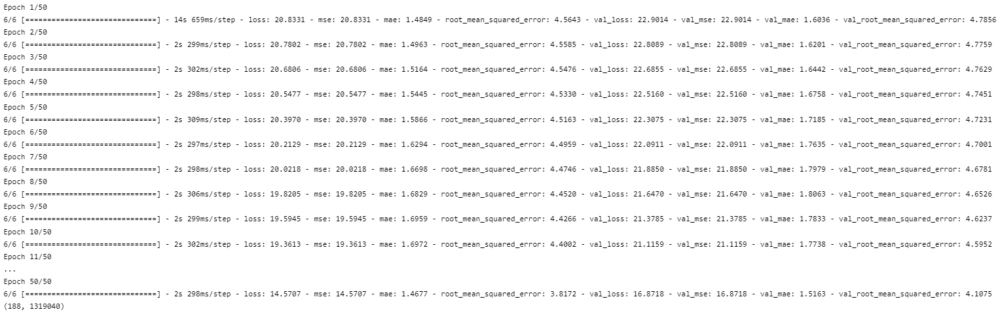 Epoch 1/50
6/6 [==============================] - 14s 659ms/step - loss: 20.8331 - mse: 20.8331 - mae: 1.4849 - root_mean_squared_error: 4.5643 - val_loss: 22.9014 - val_mse: 22.9014 - val_mae: 1.6036 - val_root_mean_squared_error: 4.7856
Epoch 2/50
6/6 [==============================] - 2s 299ms/step - loss: 20.7802 - mse: 20.7802 - mae: 1.4963 - root_mean_squared_error: 4.5585 - val_loss: 22.8089 - val_mse: 22.8089 - val_mae: 1.6201 - val_root_mean_squared_error: 4.7759
Epoch 3/50
6/6 [==============================] - 2s 302ms/step - loss: 20.6806 - mse: 20.6806 - mae: 1.5164 - root_mean_squared_error: 4.5476 - val_loss: 22.6855 - val_mse: 22.6855 - val_mae: 1.6442 - val_root_mean_squared_error: 4.7629
Epoch 4/50
6/6 [==============================] - 2s 298ms/step - loss: 20.5477 - mse: 20.5477 - mae: 1.5445 - root_mean_squared_error: 4.5330 - val_loss: 22.5160 - val_mse: 22.5160 - val_mae: 1.6758 - val_root_mean_squared_error: 4.7451
Epoch 5/50
6/6 [==============================] - 2s 309ms/step - loss: 20.3970 - mse: 20.3970 - mae: 1.5866 - root_mean_squared_error: 4.5163 - val_loss: 22.3075 - val_mse: 22.3075 - val_mae: 1.7185 - val_root_mean_squared_error: 4.7231
Epoch 6/50
6/6 [==============================] - 2s 297ms/step - loss: 20.2129 - mse: 20.2129 - mae: 1.6294 - root_mean_squared_error: 4.4959 - val_loss: 22.0911 - val_mse: 22.0911 - val_mae: 1.7635 - val_root_mean_squared_error: 4.7001
Epoch 7/50
6/6 [==============================] - 2s 298ms/step - loss: 20.0218 - mse: 20.0218 - mae: 1.6698 - root_mean_squared_error: 4.4746 - val_loss: 21.8850 - val_mse: 21.8850 - val_mae: 1.7979 - val_root_mean_squared_error: 4.6781
Epoch 8/50
6/6 [==============================] - 2s 306ms/step - loss: 19.8205 - mse: 19.8205 - mae: 1.6829 - root_mean_squared_error: 4.4520 - val_loss: 21.6470 - val_mse: 21.6470 - val_mae: 1.8063 - val_root_mean_squared_error: 4.6526
Epoch 9/50
6/6 [==============================] - 2s 299ms/step - loss: 19.5945 - mse: 19.5945 - mae: 1.6959 - root_mean_squared_error: 4.4266 - val_loss: 21.3785 - val_mse: 21.3785 - val_mae: 1.7833 - val_root_mean_squared_error: 4.6237
Epoch 10/50
6/6 [==============================] - 2s 302ms/step - loss: 19.3613 - mse: 19.3613 - mae: 1.6972 - root_mean_squared_error: 4.4002 - val_loss: 21.1159 - val_mse: 21.1159 - val_mae: 1.7738 - val_root_mean_squared_error: 4.5952
Epoch 11/50
...
Epoch 50/50
6/6 [==============================] - 2s 298ms/step - loss: 14.5707 - mse: 14.5707 - mae: 1.4677 - root_mean_squared_error: 3.8172 - val_loss: 16.8718 - val_mse: 16.8718 - val_mae: 1.5163 - val_root_mean_squared_error: 4.1075
(188, 1319040)